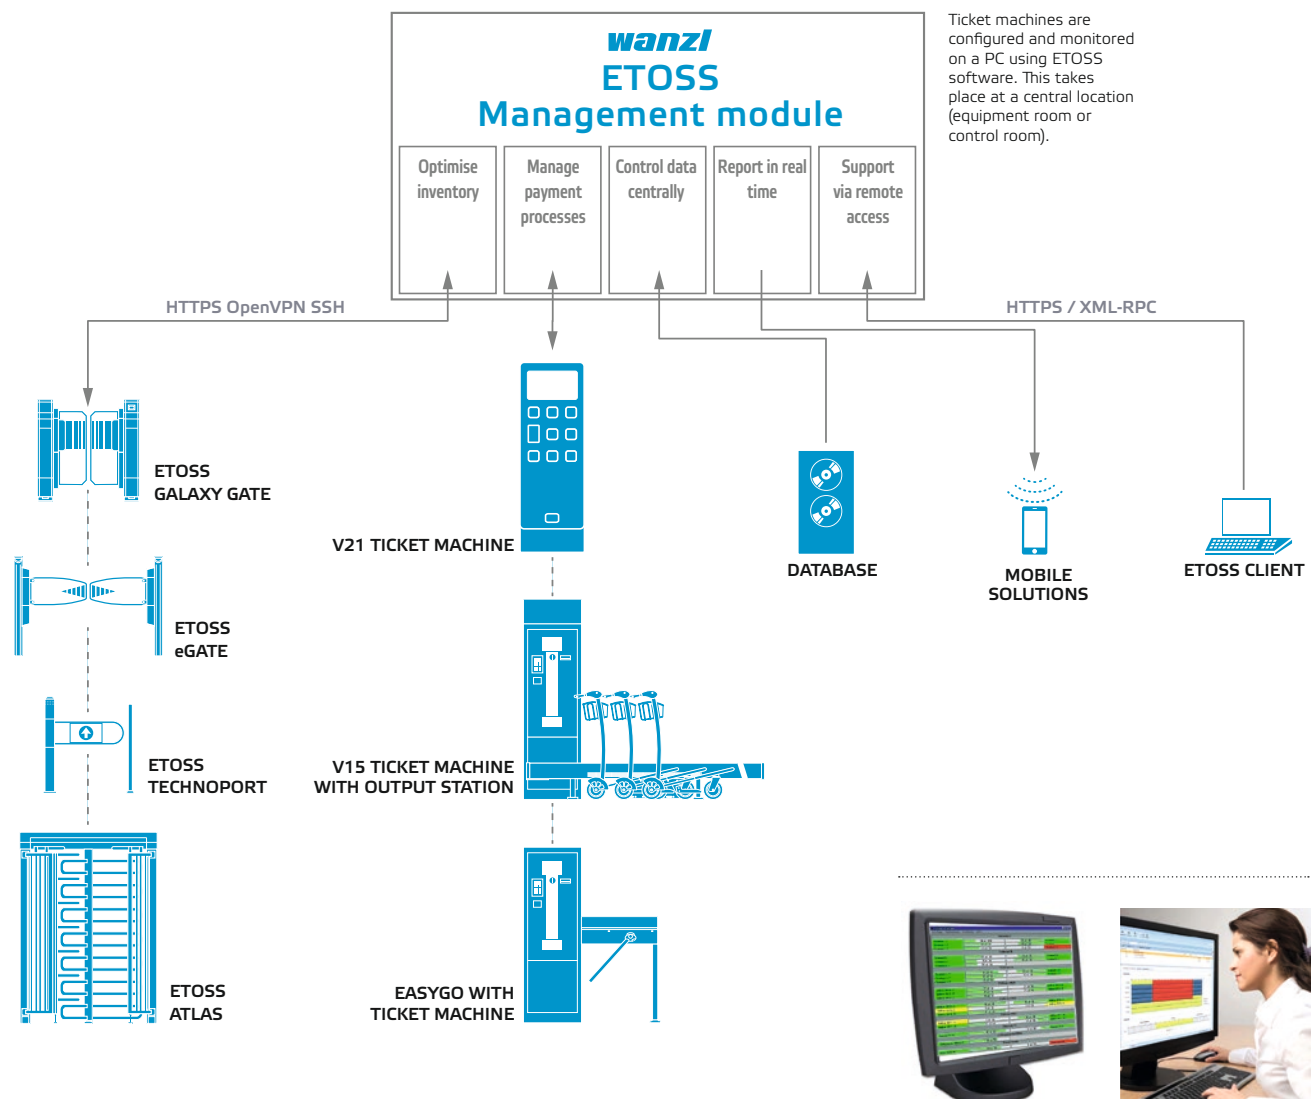 wanzl
ETOSS
Management module
Ticket machines are
configured and monitored
on a PC using ETOSS
software. This takes
place at a central location
(equipment room or
control room).
Optimise
inventory
Manage
payment
processes
Control data
centrally
Report in real
time
Support
via remote
access
HTTPS OpenVPN SSH
HTTPS / XML-RPC
ETOSS
GALAXY GATE
ETOSS
eGATE
ETOSS
TECHNOPORT
ETOSS
ATLAS
V21 TICKET MACHINE
V15 TICKET MACHINE
WITH OUTPUT STATION
EASYGO WITH
TICKET MACHINE
DATABASE
MOBILE
SOLUTIONS
ETOSS CLIENT